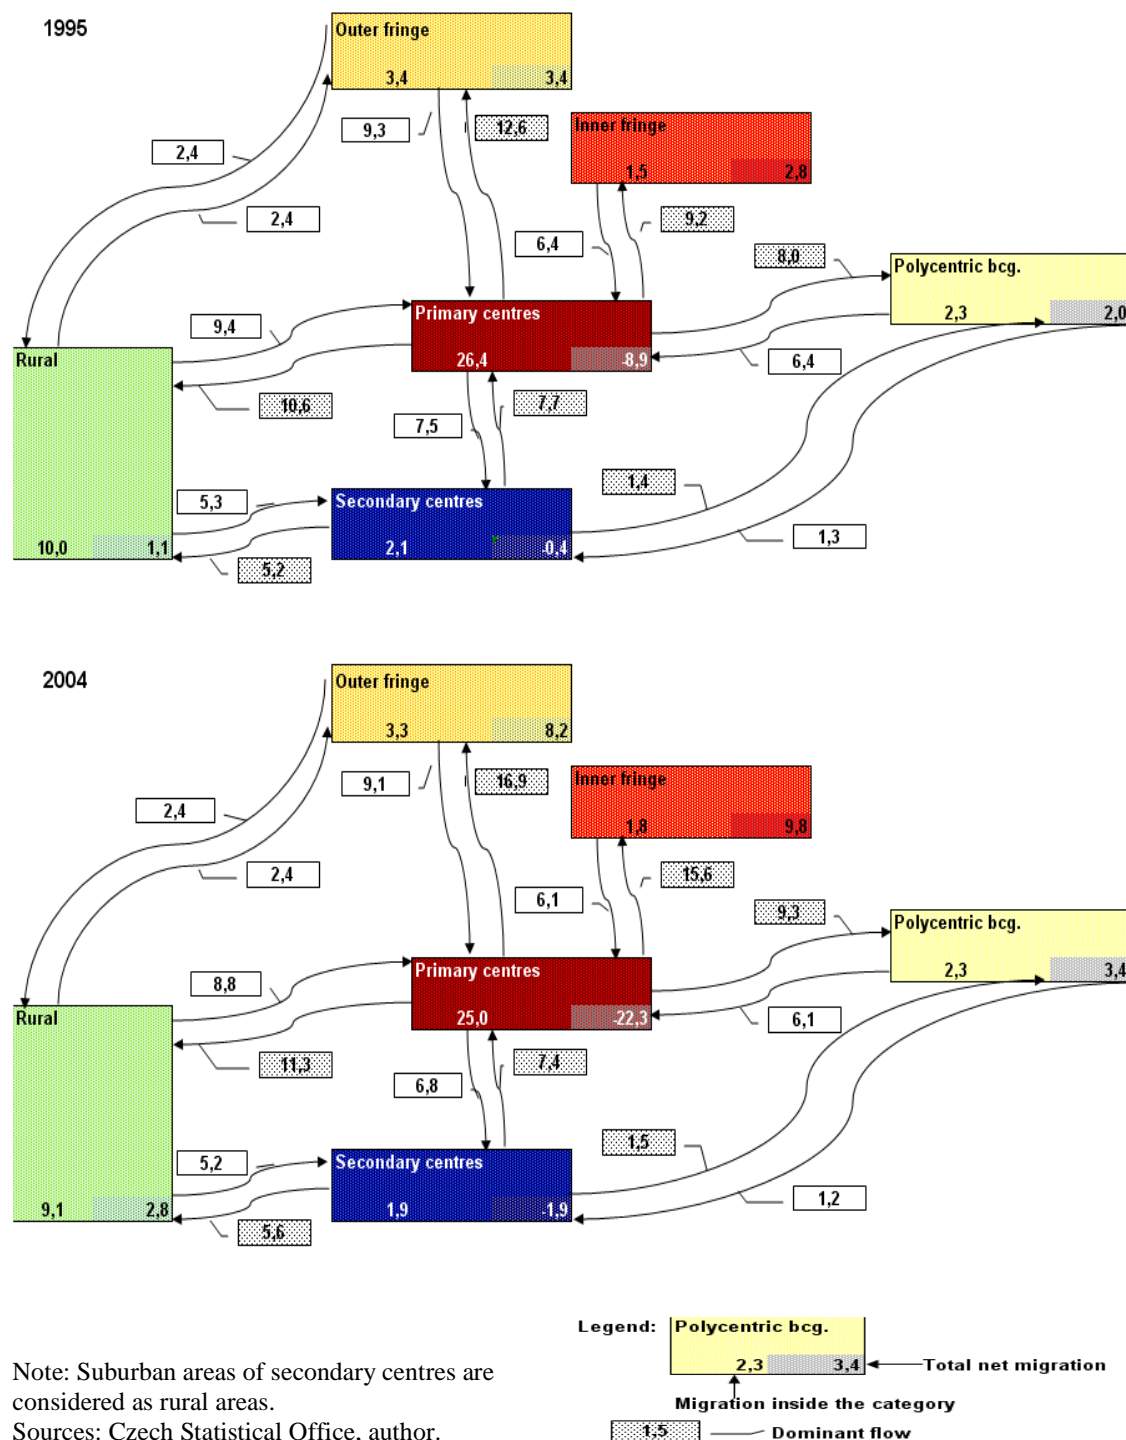 1995
Outer fringe
3,4 3,4
9,3
12,6
Inner fringe
1,5 2,8
2,4
2,4
6,4
9,2
8,0
Polycentric bcg.
2,3 2,0
9,4
Primary centres
26,4 -8,9
6,4
Rural
10,6
7,5
7,7
5,3
Secondary centres
2,1 -0,4
1,4
1,3
10,0 1,1
5,2
2004
Outer fringe
3,3 8,2
9,1
16,9
Inner fringe
1,8 9,8
2,4
2,4
6,1
15,6
9,3
Polycentric bcg.
2,3 3,4
8,8
Primary centres
25,0 -22,3
6,1
Rural
11,3
6,8
7,4
5,2
Secondary centres
1,9 -1,9
1,5
1,2
9,1 2,8
5,6
Legend:
Polycentric bcg.
2,3 3,4
Total net migration
Migration inside the category
1,5
Dominant flow
Note: Suburban areas of secondary centres are
considered as rural areas.
Sources: Czech Statistical Office, author.